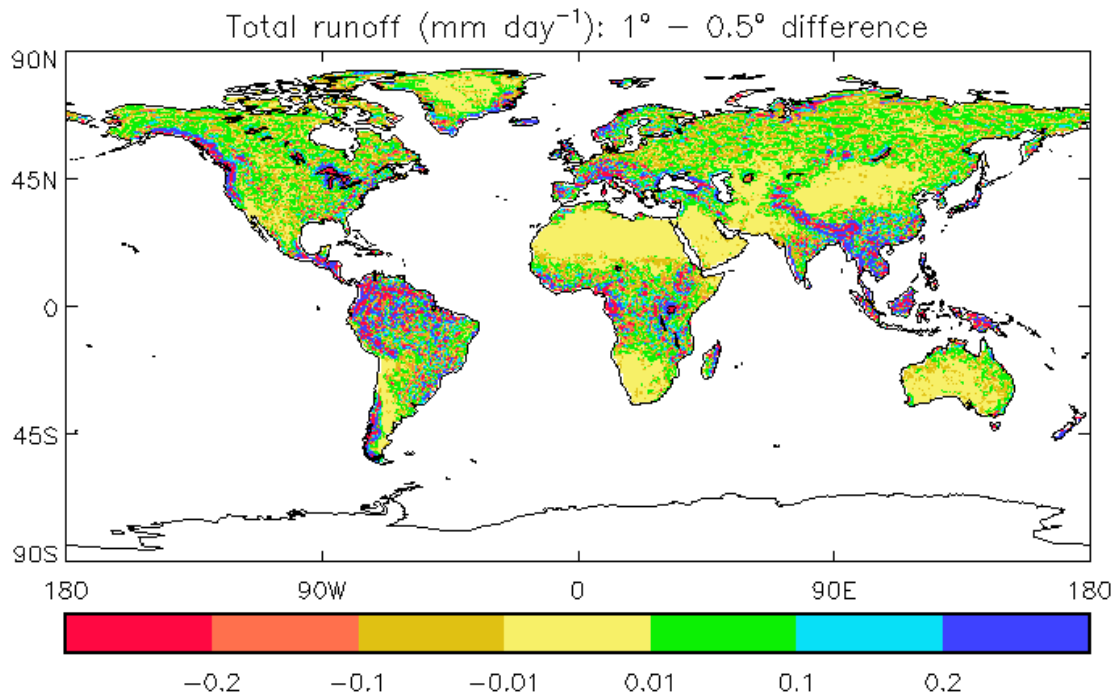 Total runoff (mm day⁻¹): 1° − 0.5° difference
90N
45N
0
45S
90S
180 90W 0 90E 180
−0.2 −0.1 −0.01 0.01 0.1 0.2